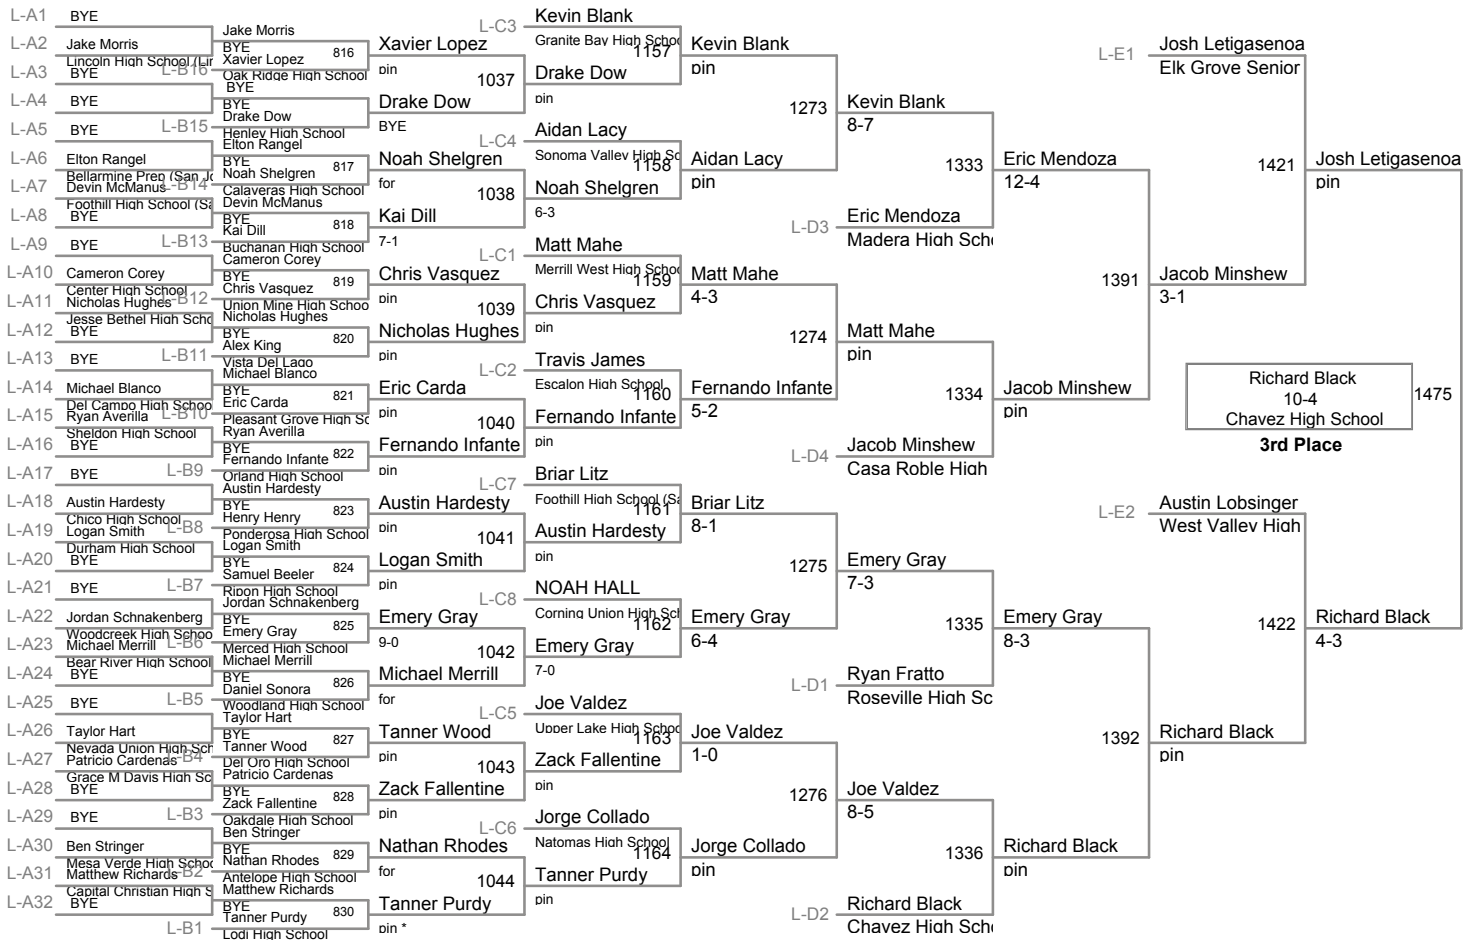 L-A1 BYE
L-A2 Jake Morris
Lincoln High School (Lin
L-A3 BYE
L-A4 BYE
L-A5 BYE
L-A6 Elton Rangel
Bellarmine Prep (San Jo
L-A7 Devin McManus
Foothill High School (Sa
L-A8 BYE
L-A9 BYE
L-A10 Cameron Corey
Center High School
L-A11 Nicholas Hughes
Jesse Bethel High Scho
L-A12 BYE
L-A13 BYE
L-A14 Michael Blanco
Del Campo High School
L-A15 Ryan Averilla
Sheldon High School
L-A16 BYE
L-A17 BYE
L-A18 Austin Hardesty
Chico High School
L-A19 Logan Smith
Durham High School
L-A20 BYE
L-A21 BYE
L-A22 Jordan Schnakenberg
Woodcreek High School
L-A23 Michael Merrill
Bear River High School
L-A24 BYE
L-A25 BYE
L-A26 Taylor Hart
Nevada Union High Sch
L-A27 Patricio Cardenas
Grace M Davis High Sc
L-A28 BYE
L-A29 BYE
L-A30 Ben Stringer
Mesa Verde High Schoo
L-A31 Matthew Richards
Capital Christian High S
L-A32 BYE
Jake Morris
BYE
816
L-B16 Xavier Lopez
Oak Ridge High School
BYE
BYE
L-B15 Drake Dow
Henley High School
Elton Rangel
BYE
817
L-B14 Noah Shelgren
Calaveras High School
Devin McManus
BYE
818
L-B13 Kai Dill
Buchanan High School
Cameron Corey
BYE
819
L-B12 Chris Vasquez
Union Mine High Schoo
Nicholas Hughes
BYE
820
L-B11 Alex King
Vista Del Lago
Michael Blanco
BYE
821
L-B10 Eric Carda
Pleasant Grove High Sc
Ryan Averilla
BYE
822
L-B9 Fernando Infante
Orland High School
Austin Hardesty
BYE
823
L-B8 Henry Henry
Ponderosa High School
Logan Smith
BYE
824
L-B7 Samuel Beeler
Ripon High School
Jordan Schnakenberg
BYE
825
L-B6 Emery Gray
Merced High School
Michael Merrill
BYE
826
L-B5 Daniel Sonora
Woodland High School
Taylor Hart
BYE
827
L-B4 Tanner Wood
Del Oro High School
Patricio Cardenas
BYE
828
L-B3 Zack Fallentine
Oakdale High School
Ben Stringer
BYE
829
L-B2 Nathan Rhodes
Antelope High School
Matthew Richards
BYE
830
L-B1 Tanner Purdy
Lodi High School
Xavier Lopez
pin
1037
Drake Dow
BYE
Noah Shelgren
for
1038
Kai Dill
7-1
Chris Vasquez
pin
1039
Nicholas Hughes
pin
Eric Carda
pin
1040
Fernando Infante
pin
Austin Hardesty
pin
1041
Logan Smith
pin
Emery Gray
9-0
1042
Michael Merrill
for
Tanner Wood
pin
1043
Zack Fallentine
pin
Nathan Rhodes
for
1044
Tanner Purdy
pin *
L-C3 Kevin Blank
Granite Bay High Schoo
1157
Drake Dow
pin
L-C4 Aidan Lacy
Sonoma Valley High Sc
1158
Noah Shelgren
6-3
L-C1 Matt Mahe
Merrill West High Schoo
1159
Chris Vasquez
pin
L-C2 Travis James
Escalon High School
1160
Fernando Infante
pin
L-C7 Briar Litz
Foothill High School (Sa
1161
Austin Hardesty
pin
L-C8 NOAH HALL
Corning Union High Sch
1162
Emery Gray
7-0
L-C5 Joe Valdez
Upper Lake High Schoo
1163
Zack Fallentine
pin
L-C6 Jorge Collado
Natomas High School
1164
Tanner Purdy
pin
Kevin Blank
pin
1273
Aidan Lacy
pin
Matt Mahe
4-3
1274
Fernando Infante
5-2
Briar Litz
8-1
1275
Emery Gray
6-4
Joe Valdez
1-0
1276
Jorge Collado
pin
Kevin Blank
8-7
1333
L-D3 Eric Mendoza
Madera High Sch
Matt Mahe
pin
1334
L-D4 Jacob Minshew
Casa Roble High
Emery Gray
7-3
1335
L-D1 Ryan Fratto
Roseville High Sc
Joe Valdez
8-5
1336
L-D2 Richard Black
Chavez High Sch
Eric Mendoza
12-4
1391
Jacob Minshew
pin
Emery Gray
8-3
1392
Richard Black
pin
L-E1 Josh Letigasenoa
Elk Grove Senior
1421
Jacob Minshew
3-1
L-E2 Austin Lobsinger
West Valley High
1422
Richard Black
pin
Josh Letigasenoa
pin
1475
Richard Black
4-3
Richard Black
10-4
Chavez High School
3rd Place